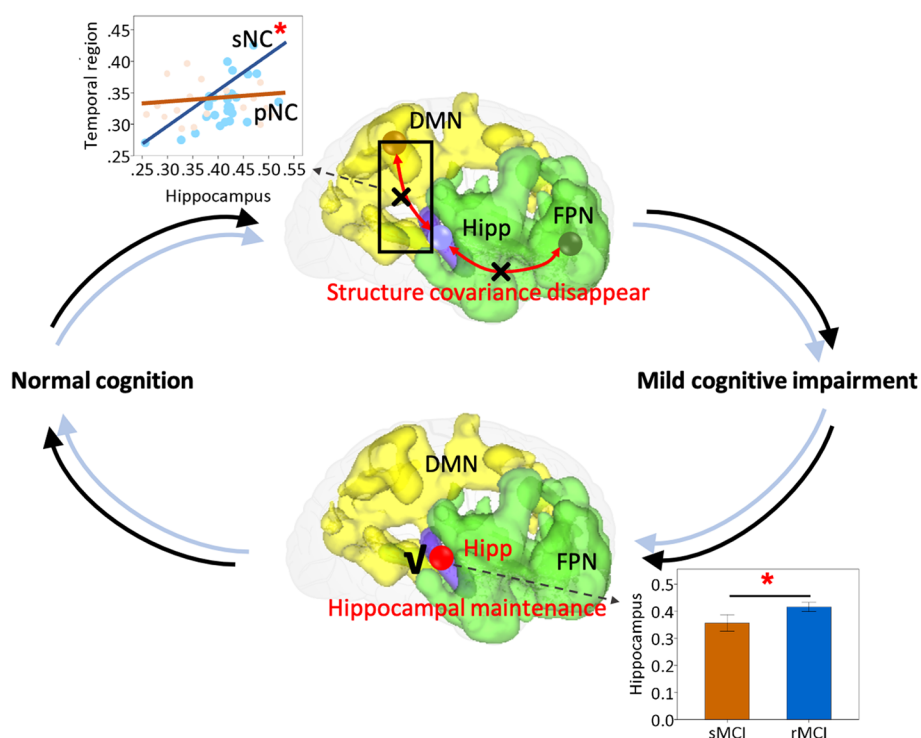 .45
.40
.35
.30
.25
Temporal region
sNC*
pNC
.25 .30 .35 .40 .45 .50 .55
Hippocampus
DMN
Hipp
FPN
Structure covariance disappear
Normal cognition
Mild cognitive impairment
DMN
√
Hipp
FPN
Hippocampal maintenance
0.5
0.4
0.3
0.2
0.1
0.0
Hippocampus
*
sMCI
rMCI